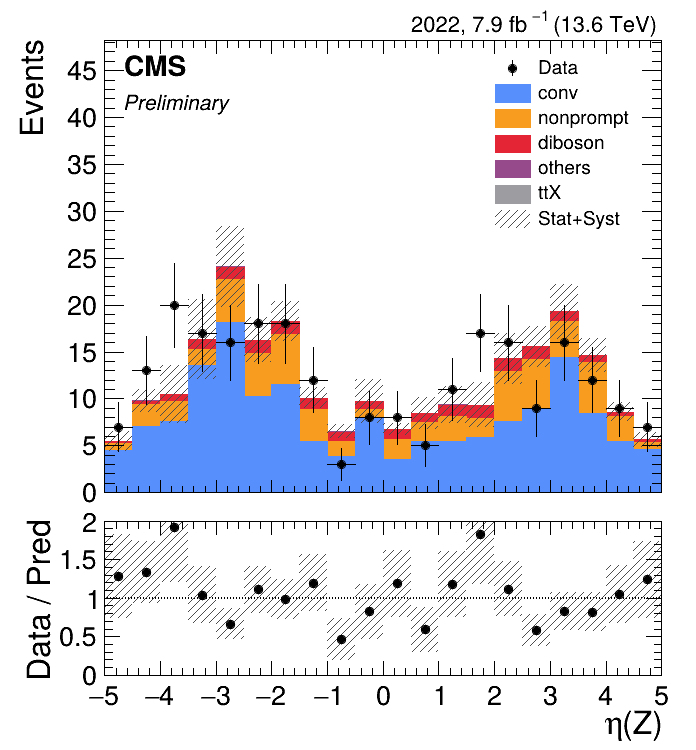 2022, 7.9 fb⁻¹ (13.6 TeV)
CMS
Preliminary
Events
45
40
35
30
25
20
15
10
5
0
Data
conv
nonprompt
diboson
others
ttX
Stat+Syst
Data / Pred
2
1.5
1
0.5
0
−5 −4 −3 −2 −1 0 1 2 3 4 5
η(Z)